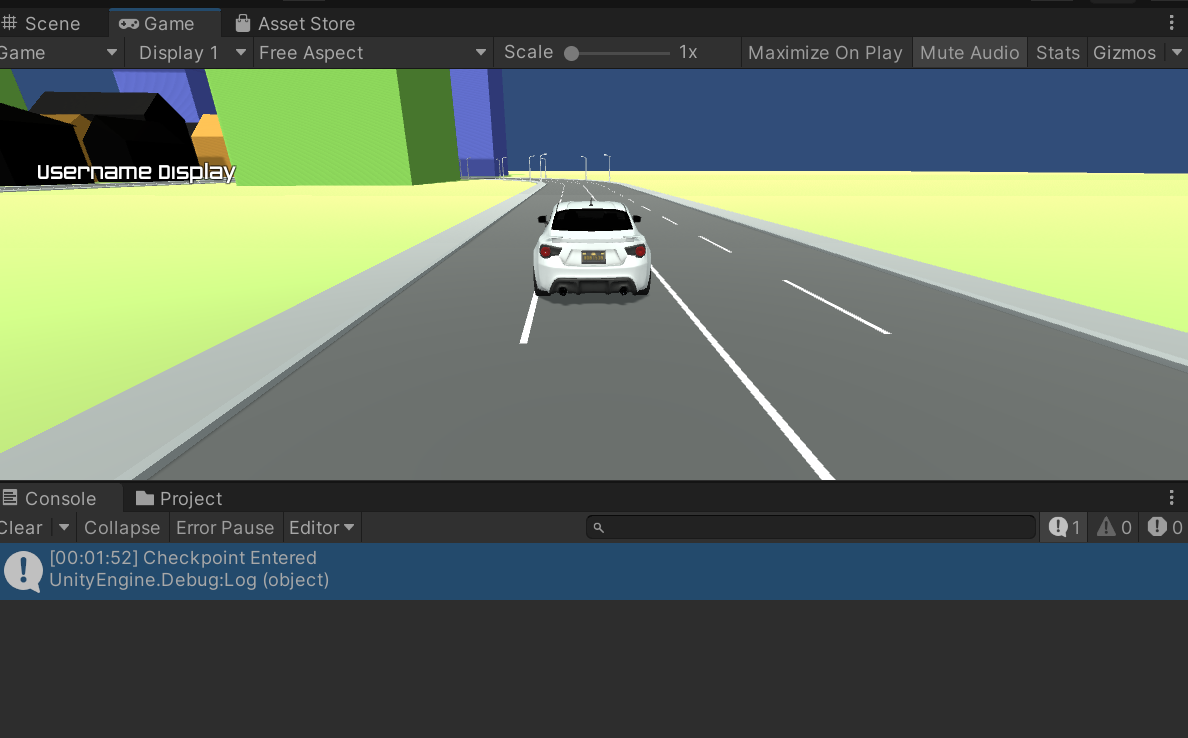 Scene Game Asset Store
Game Display 1 Free Aspect Scale 1x Maximize On Play Mute Audio Stats Gizmos
Username Display
Console Project
Clear Collapse Error Pause Editor 1 0 0
[00:01:52] Checkpoint Entered
UnityEngine.Debug:Log (object)